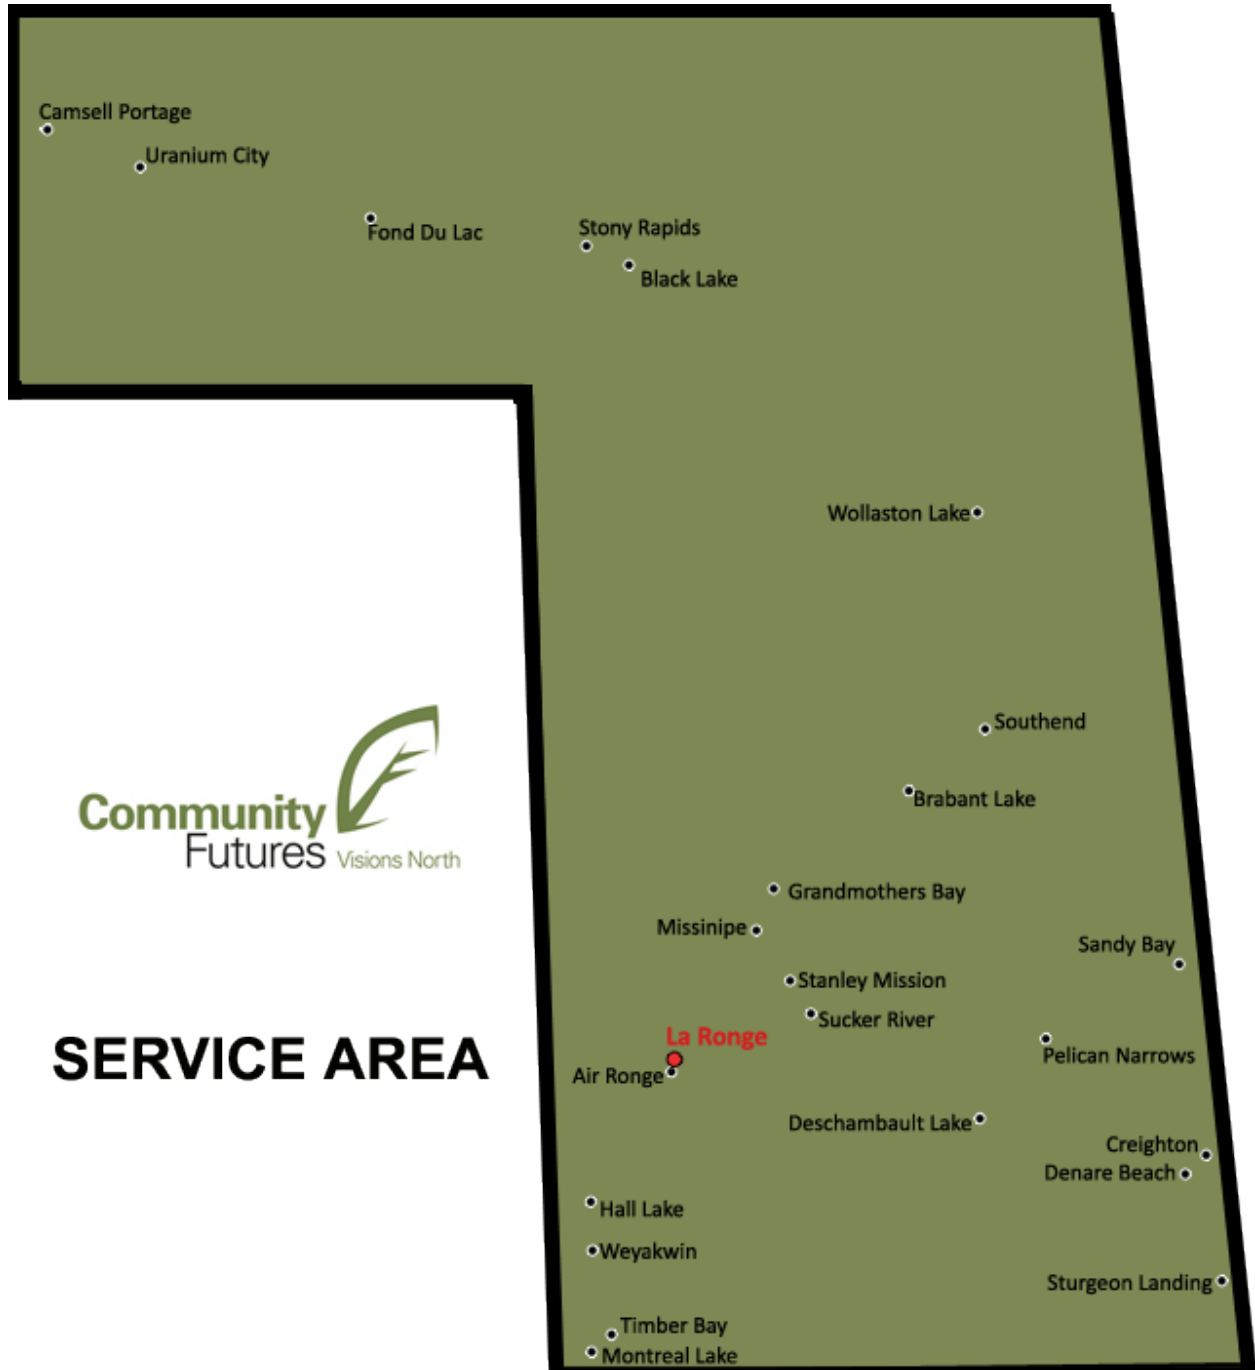 Camsell Portage
Uranium City
Fond Du Lac
Stony Rapids
Black Lake
Wollaston Lake
Southend
Brabant Lake
Community
Futures Visions North
Grandmothers Bay
Missinipe
Sandy Bay
Stanley Mission
Sucker River
SERVICE AREA
La Ronge
Pelican Narrows
Air Ronge
Deschambault Lake
Creighton
Denare Beach
Hall Lake
Weyakwin
Sturgeon Landing
Timber Bay
Montreal Lake